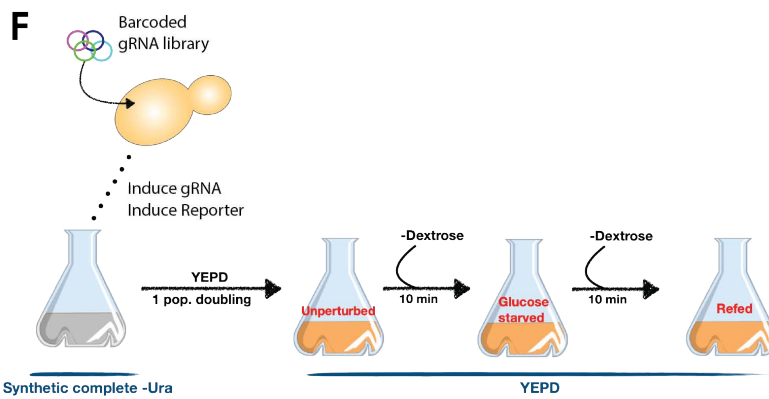 F
Barcoded
gRNA library
Induce gRNA
Induce Reporter
YEPD
1 pop. doubling
Unperturbed
-Dextrose
10 min
Glucose
starved
-Dextrose
10 min
Refed
Synthetic complete -Ura
YEPD